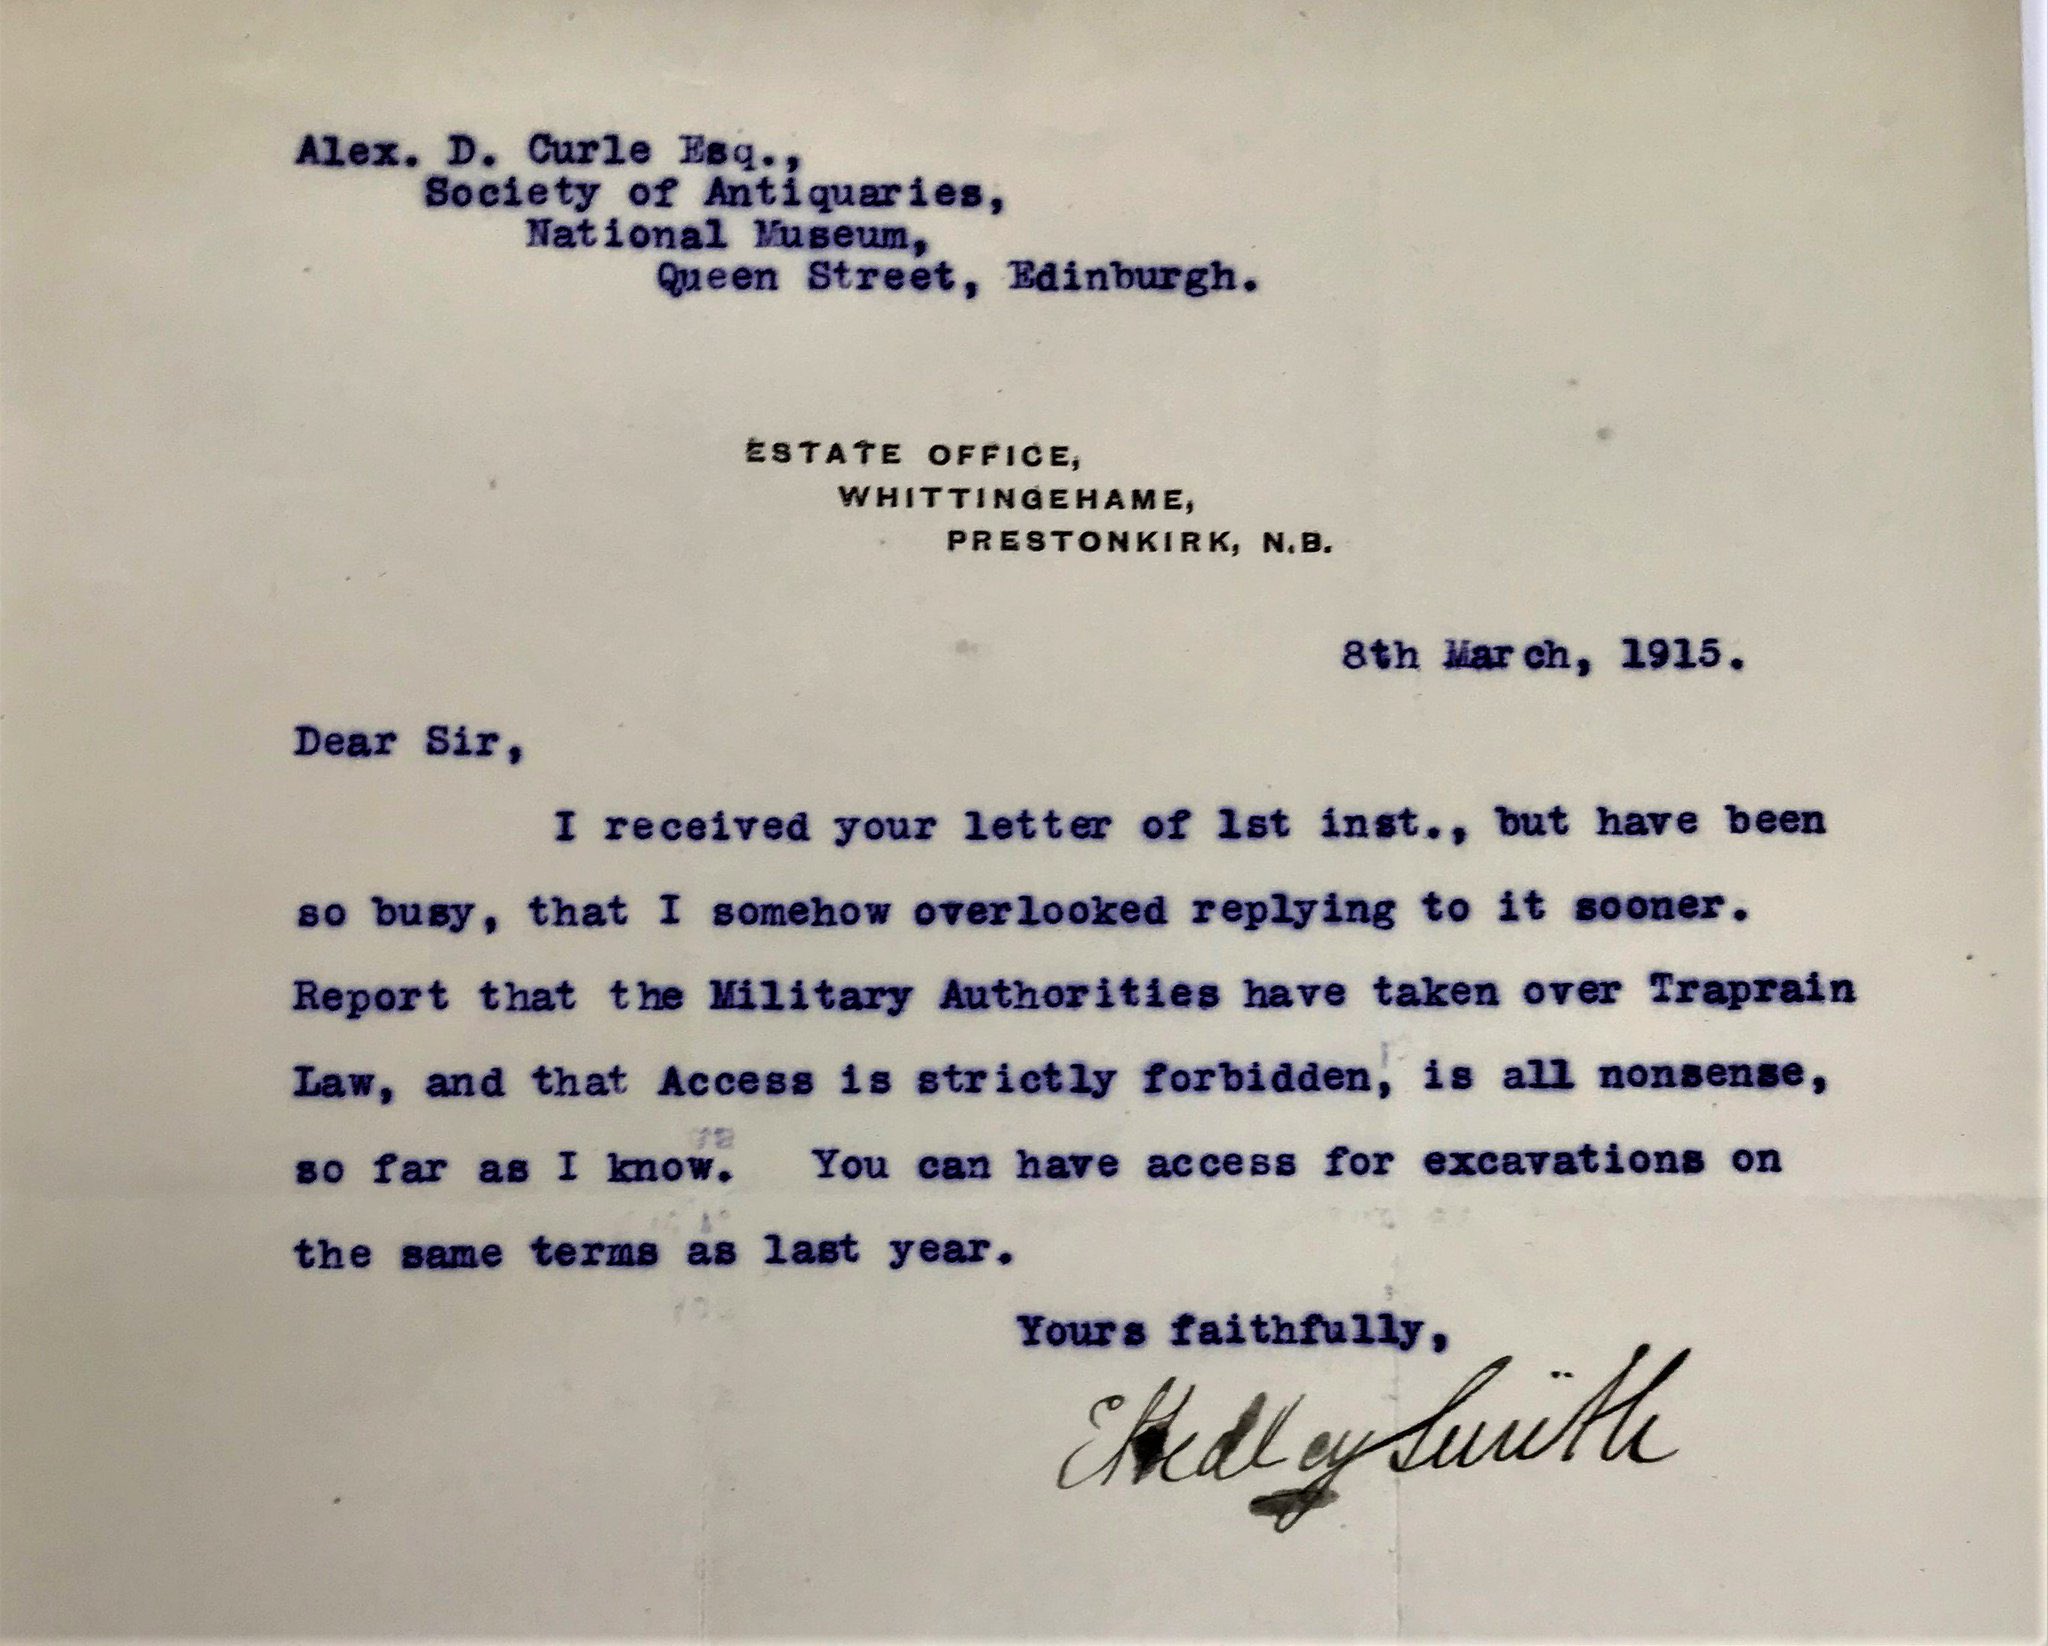 Alex. D. Curle Esq.,
Society of Antiquaries,
National Museum,
Queen Street, Edinburgh.
ESTATE OFFICE,
WHITTINGEHAME,
PRESTONKIRK, N.B.
8th March, 1915.
Dear Sir,
I received your letter of 1st inst., but have been
so busy, that I somehow overlooked replying to it sooner.
Report that the Military Authorities have taken over Traprain
Law, and that Access is strictly forbidden, is all nonsense,
so far as I know. You can have access for excavations on
the same terms as last year.
Yours faithfully,
E Hedley Smith